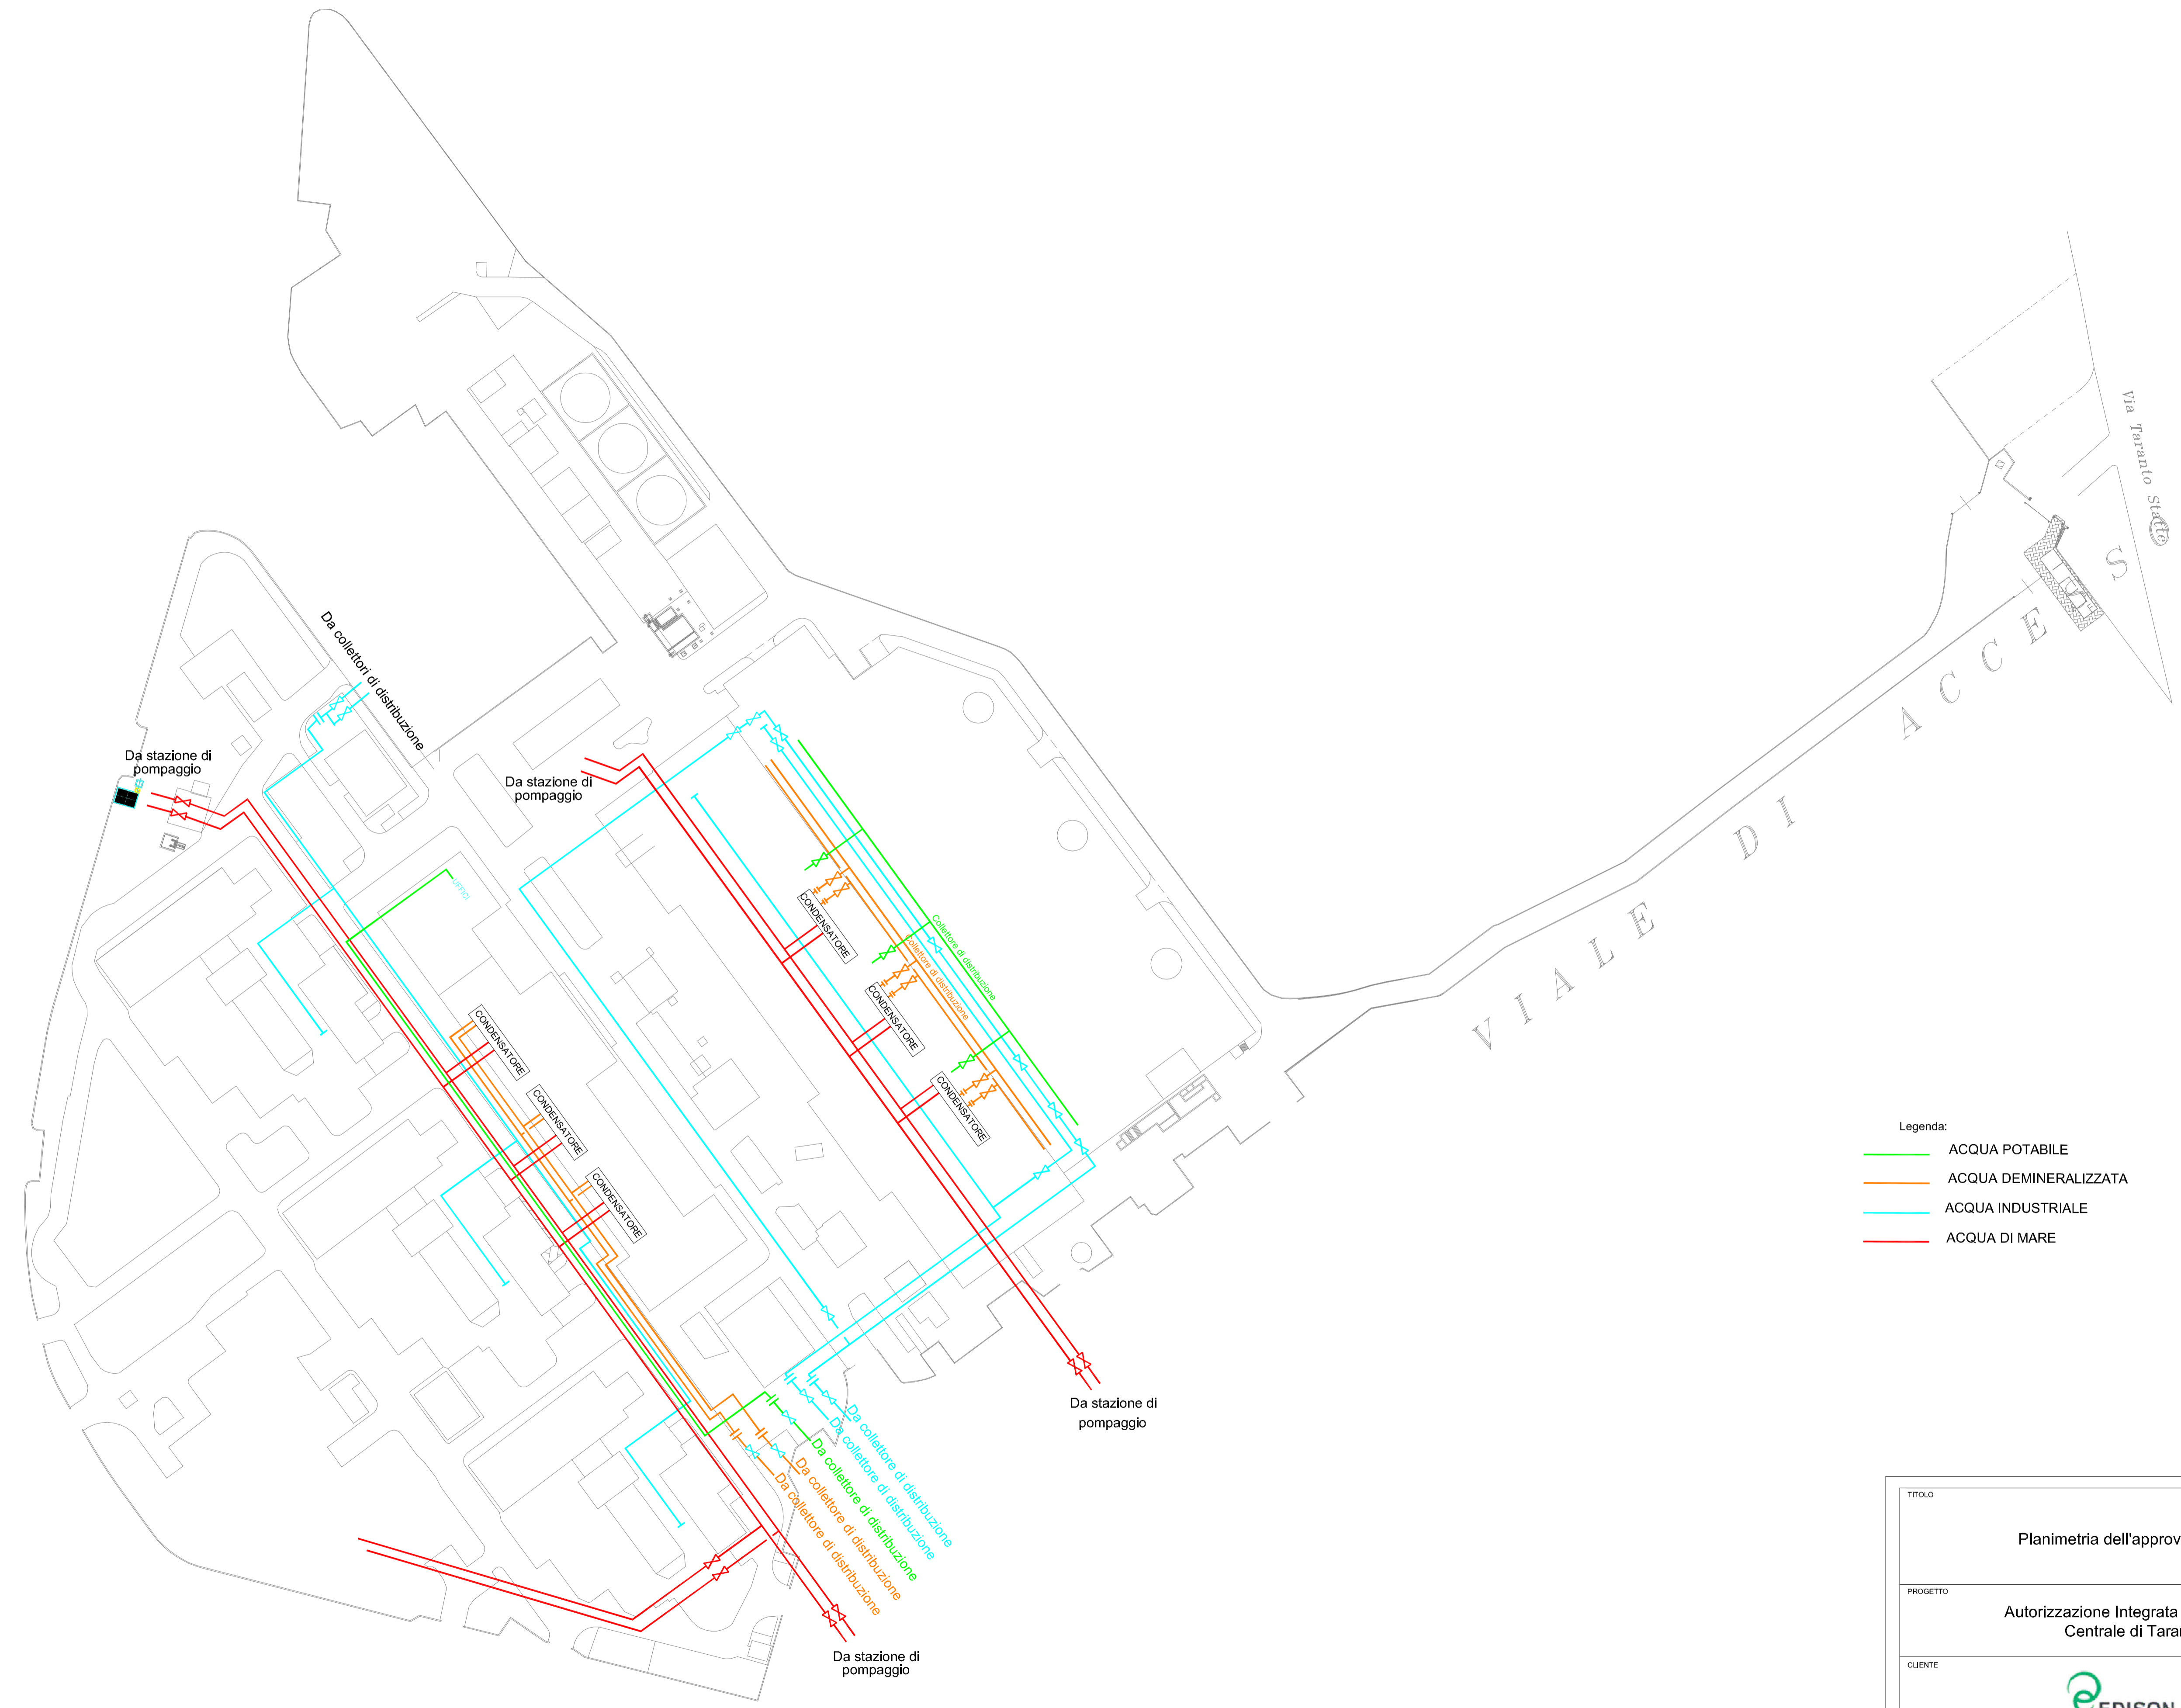 Da collettori di distribuzione
Da stazione di
pompaggio
Da stazione di
pompaggio
CONDENSATORE
CONDENSATORE
CONDENSATORE
CONDENSATORE
CONDENSATORE
CONDENSATORE
Collettore di distribuzione
Collettore di distribuzione
Via Taranto Statte
VIALE DI ACCES
Legenda:
ACQUA POTABILE
ACQUA DEMINERALIZZATA
ACQUA INDUSTRIALE
ACQUA DI MARE
Da stazione di
pompaggio
Da collettore di distribuzione
Da collettore di distribuzione
Da collettore di distribuzione
Da collettore di distribuzione
Da collettore di distribuzione
Da stazione di
pompaggio
TITOLO
Planimetria dell'approv
PROGETTO
Autorizzazione Integrata
Centrale di Tara
CLIENTE
EDISON